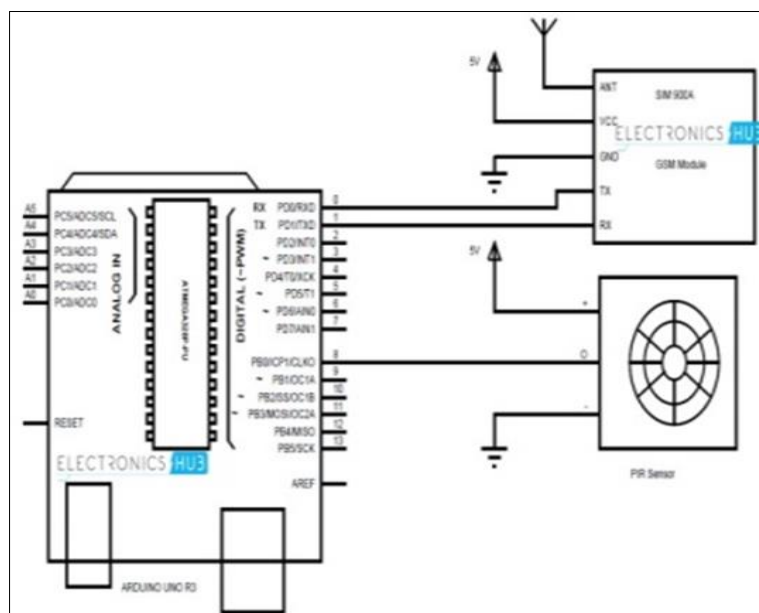 5V
ANT
SIM 900A
VCC
ELECTRONICS HUB
GND
GSM Module
TX
RX
A5
PC5/ADC5/SCL
A4
PC4/ADC4/SDA
A3
PC3/ADC3
A2
PC2/ADC2
A1
PC1/ADC1
A0
PC0/ADC0
ANALOG IN
RESET
ATMEGA328P-PU
DIGITAL (~PWM)
RX PD0/RXD 0
TX PD1/TXD 1
PD2/INT0 2
~ PD3/INT1 3
PD4/T0/XCK 4
~ PD5/T1 5
~ PD6/AIN0 6
PD7/AIN1 7
PB0/ICP1/CLKO 8
~ PB1/OC1A 9
~ PB2/SS/OC1B 10
~ PB3/MOSI/OC2A 11
PB4/MISO 12
PB5/SCK 13
AREF
ELECTRONICS HUB
ARDUINO UNO R3
5V
+
O
-
PIR Sensor